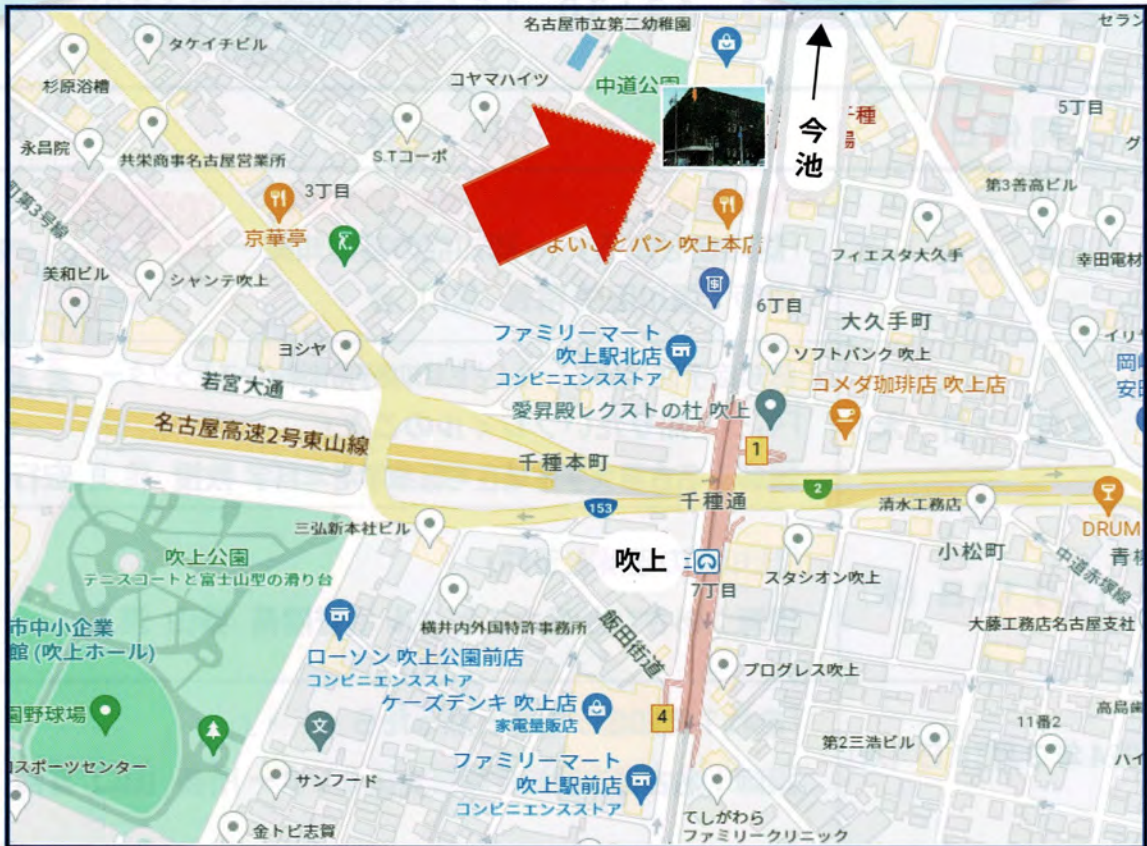 名古屋市立第二幼稚園
セラン
タケイチビル
杉原浴槽
コヤマハイツ
中道公園
5丁目
今池
永昌院
共栄商事名古屋営業所
S.Tコーポ
グ
3丁目
第3善高ビル
京華亭
よいことパン 吹上本店
フィエスタ大久手
幸田電材
美和ビル
シャンテ吹上
6丁目
大久手町
ファミリーマート
吹上駅北店
コンビニエンスストア
ヨシヤ
ソフトバンク 吹上
イリ
若宮大通
コメダ珈琲店 吹上店
愛昇殿レクストの杜 吹上
名古屋高速2号東山線
千種本町
1
千種通
2
153
清水工務店
DRUM
三弘新本社ビル
吹上公園
テニスコートと富士山型の滑り台
吹上
7丁目
スタシオン吹上
小松町
中道赤塚線
市中小企業
館 (吹上ホール)
横井内外国特許事務所
飯田街道
大藤工務店名古屋支社
ローソン 吹上公園前店
コンビニエンスストア
プログレス吹上
ケーズデンキ 吹上店
家電量販店
4
園野球場
文
11番2
第2三浩ビル
スポーツセンター
サンフード
ファミリーマート
吹上駅前店
コンビニエンスストア
ハイ
金トビ志賀
てしがわら
ファミリークリニック